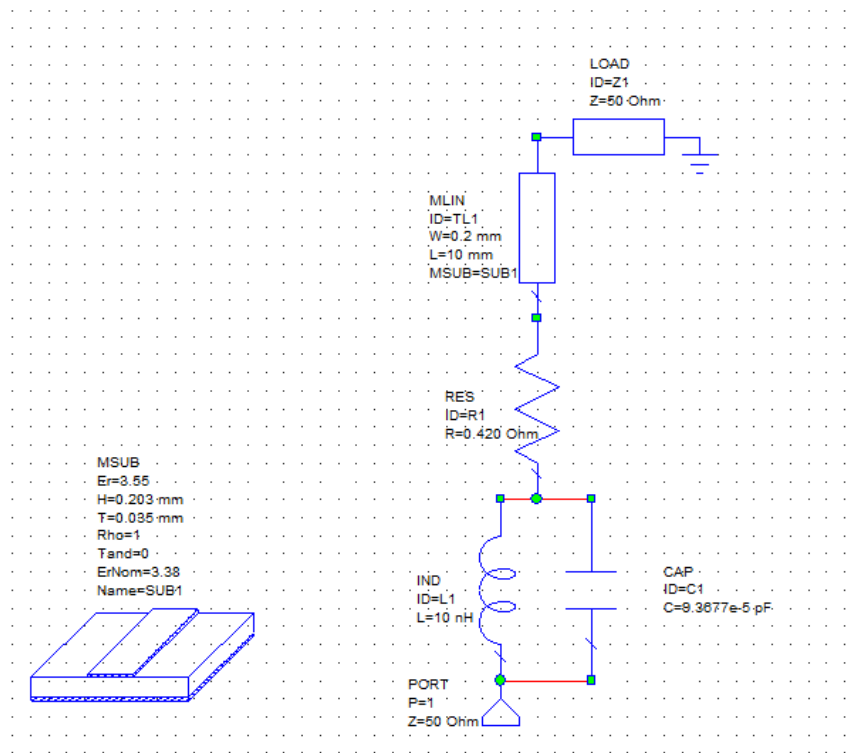 LOAD
ID=Z1
Z=50 Ohm
MLIN
ID=TL1
W=0.2 mm
L=10 mm
MSUB=SUB1
RES
ID=R1
R=0.420 Ohm
MSUB
Er=3.55
H=0.203 mm
T=0.035 mm
Rho=1
Tand=0
ErNom=3.38
Name=SUB1
IND
ID=L1
L=10 nH
CAP
ID=C1
C=9.3677e-5 pF
PORT
P=1
Z=50 Ohm